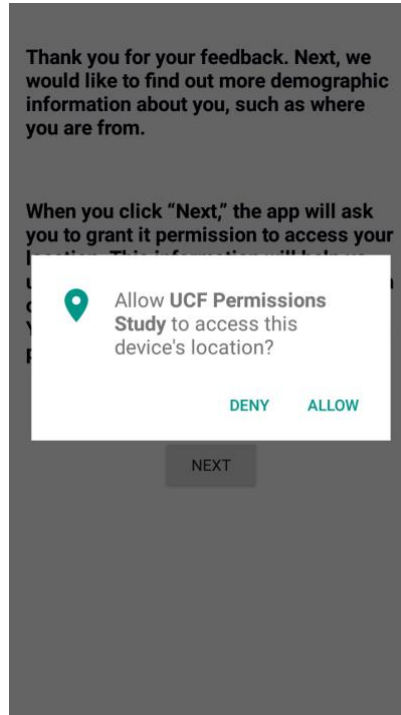 Thank you for your feedback. Next, we
would like to find out more demographic
information about you, such as where
you are from.
When you click “Next,” the app will ask
you to grant it permission to access your
Allow UCF Permissions
Study to access this
device's location?
DENY ALLOW
NEXT